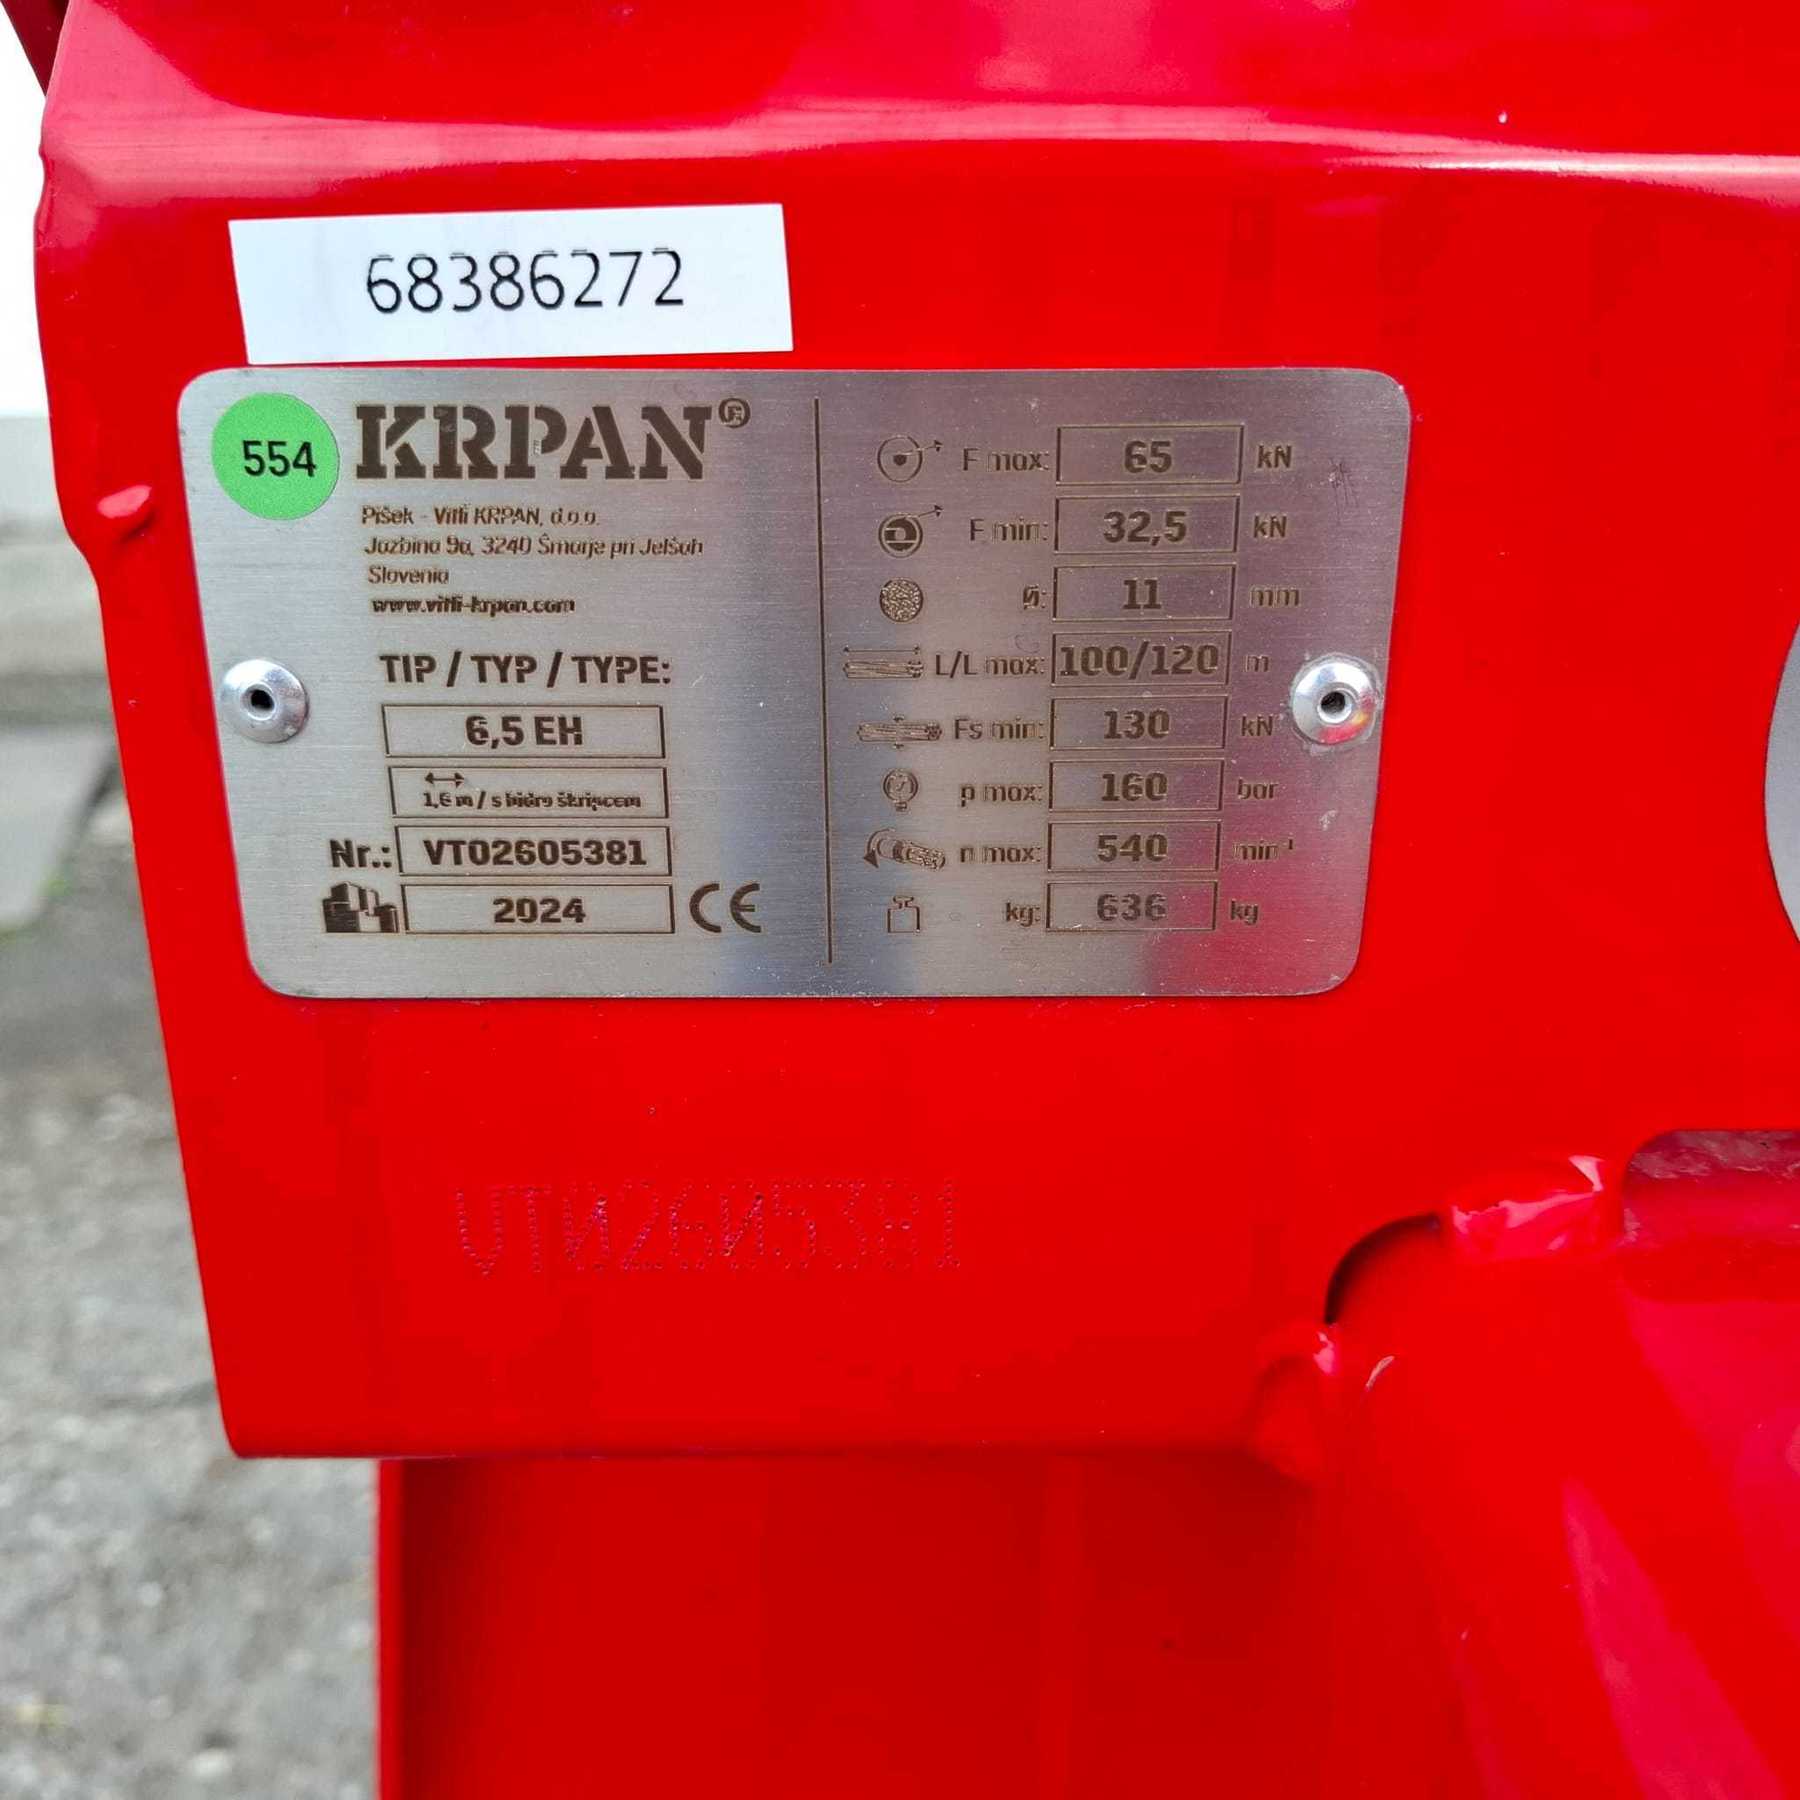 68386272
554
KRPAN®
Pišek - Vitli KRPAN, d.o.o.
Jazbina 9a, 3240 Šmarje pri Jelšah
Slovenia
www.vitli-krpan.com
TIP / TYP / TYPE:
6,5 EH
1,6 m / s hidro škripcem
Nr.: VT02605381
2024 CE
F max: 65 kN
F min: 32,5 kN
Ø: 11 mm
L/L max: 100/120 m
Fs min: 130 kN
p max: 160 bar
n max: 540 min⁻¹
kg: 636 kg
VT02605381